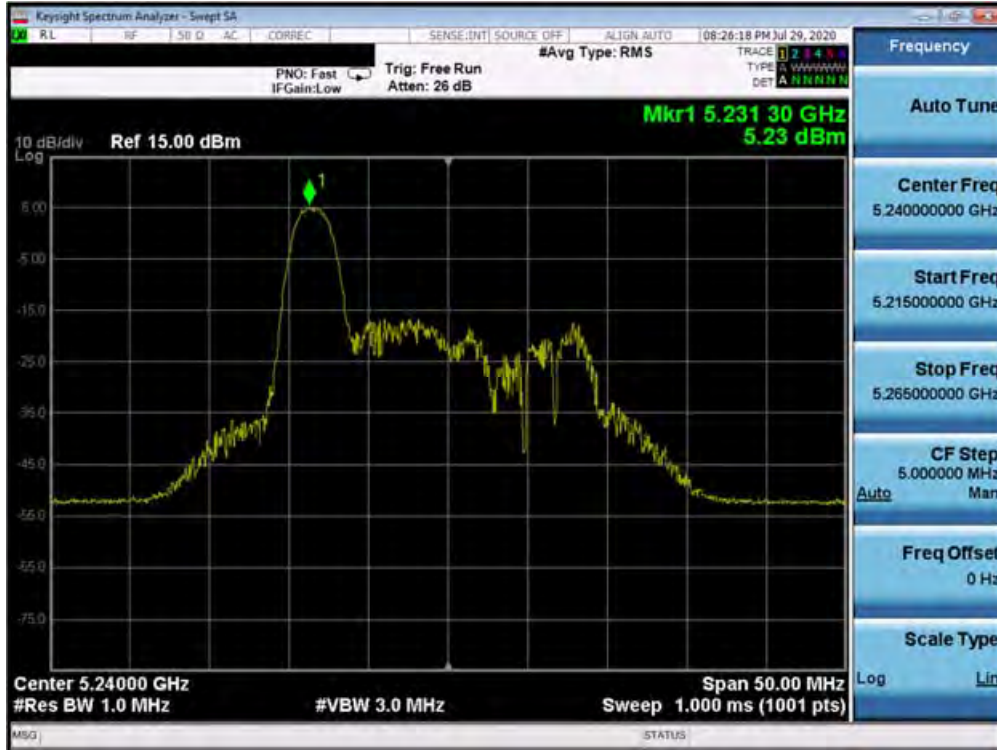 Keysight Spectrum Analyzer - Swept SA
RL RF 50 Ω AC CORREC SENSE:INT SOURCE OFF ALIGN AUTO 08:26:18 PM Jul 29, 2020
#Avg Type: RMS
TRACE 1 2 3 4 5 6
PNO: Fast Trig: Free Run
TYPE A WWWWW
IFGain:Low Atten: 26 dB
DET A N N N N N
Mkr1 5.231 30 GHz
5.23 dBm
10 dB/div Ref 15.00 dBm
Log
1
5.00
-5.00
-15.0
-25.0
-35.0
-45.0
-55.0
-65.0
-75.0
Center 5.24000 GHz Span 50.00 MHz
#Res BW 1.0 MHz #VBW 3.0 MHz Sweep 1.000 ms (1001 pts)
MSG STATUS
Frequency
Auto Tune
Center Freq
5.240000000 GHz
Start Freq
5.215000000 GHz
Stop Freq
5.265000000 GHz
CF Step
5.000000 MHz
Auto Man
Freq Offset
0 Hz
Scale Type
Log Lin